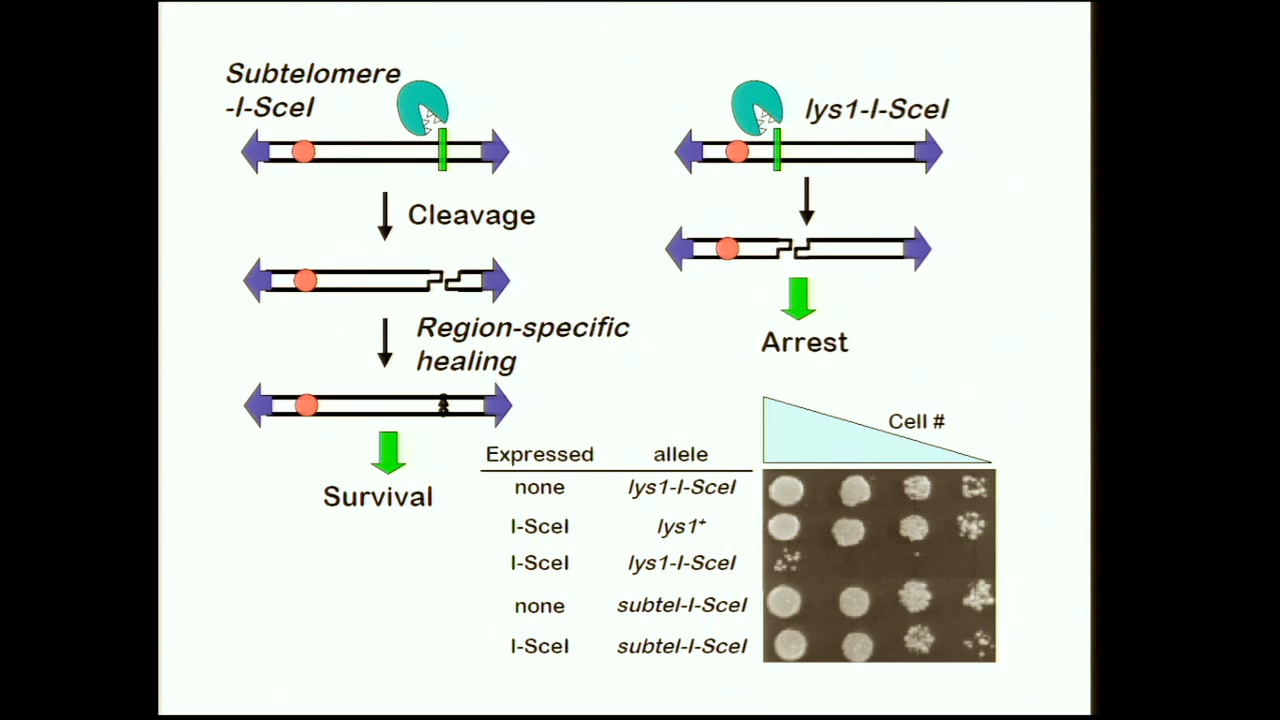 Subtelomere
-I-SceI
lys1-I-SceI
Cleavage
Region-specific
healing
Arrest
Survival
Cell #
Expressed allele
none lys1-I-SceI
I-SceI lys1+
I-SceI lys1-I-SceI
none subtel-I-SceI
I-SceI subtel-I-SceI